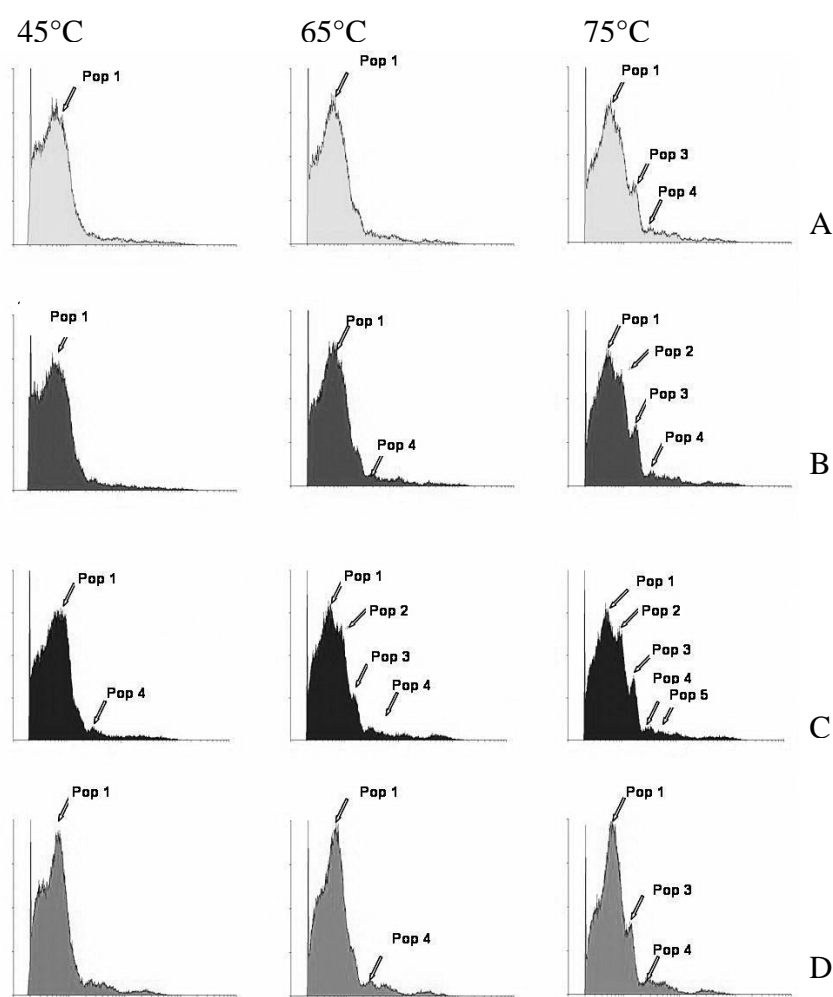 45°C 65°C 75°C
Pop 1 Pop 1 Pop 1
Pop 3
Pop 4
A
Pop 1 Pop 1 Pop 1
Pop 2
Pop 3
Pop 4 Pop 4
B
Pop 1 Pop 1 Pop 1
Pop 2 Pop 2
Pop 3 Pop 3
Pop 4 Pop 4 Pop 4
Pop 5
C
Pop 1 Pop 1 Pop 1
Pop 3
Pop 4 Pop 4
D